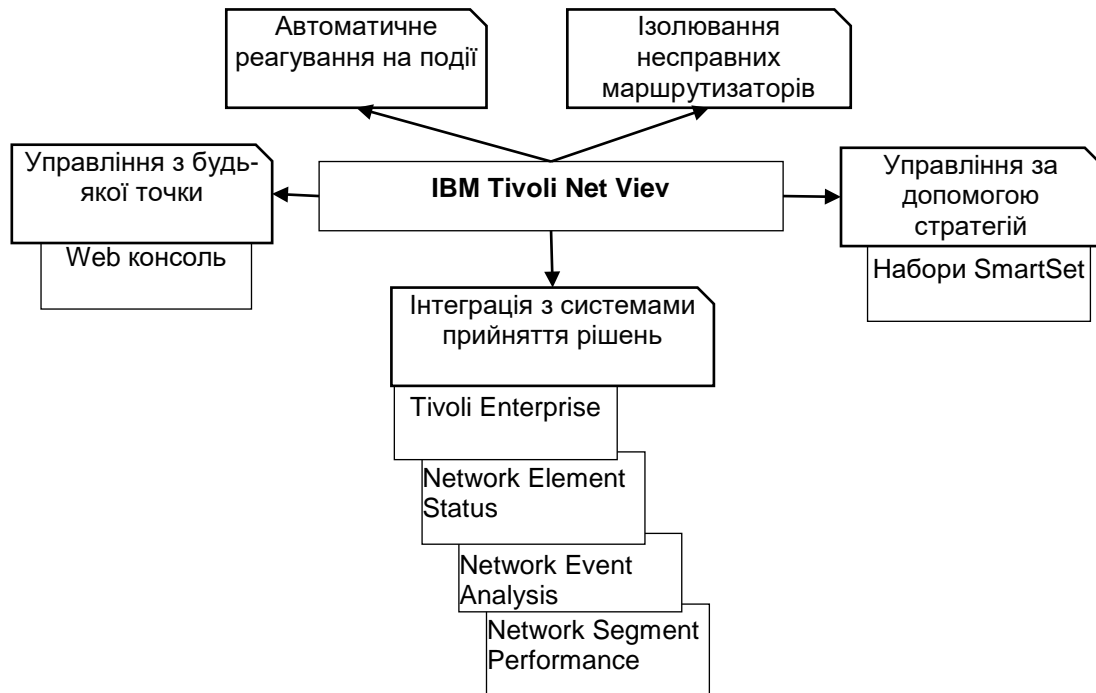 Автоматичне
реагування на події
Ізолювання
несправних
маршрутизаторів
Управління з будь-
якої точки
Web консоль
IBM Tivoli Net Viev
Управління за
допомогою
стратегій
Набори SmartSet
Інтеграція з системами
прийняття рішень
Tivoli Enterprise
Network Element
Status
Network Event
Analysis
Network Segment
Performance